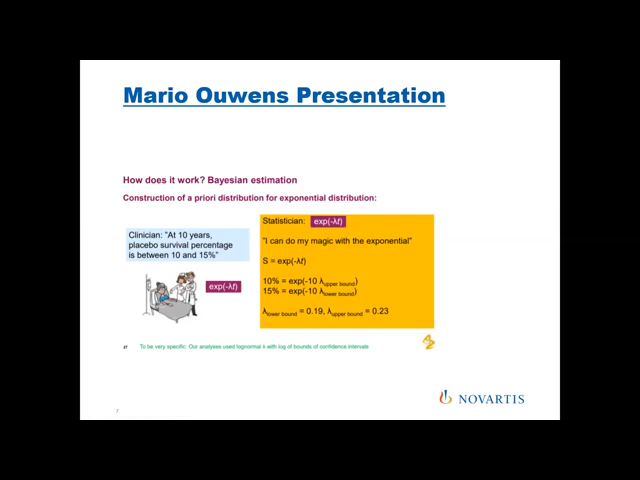 Mario Ouwens Presentation
How does it work? Bayesian estimation
Construction of a priori distribution for exponential distribution:
Clinician: "At 10 years,
placebo survival percentage
is between 10 and 15%"
exp(-λt)
Statistician: exp(-λt)
"I can do my magic with the exponential"
S = exp(-λt)
10% = exp(-10 λupper bound)
15% = exp(-10 λlower bound)
λlower bound = 0.19, λupper bound = 0.23
27 To be very specific: Our analyses used lognormal λ with log of bounds of confidence intervals
NOVARTIS
7